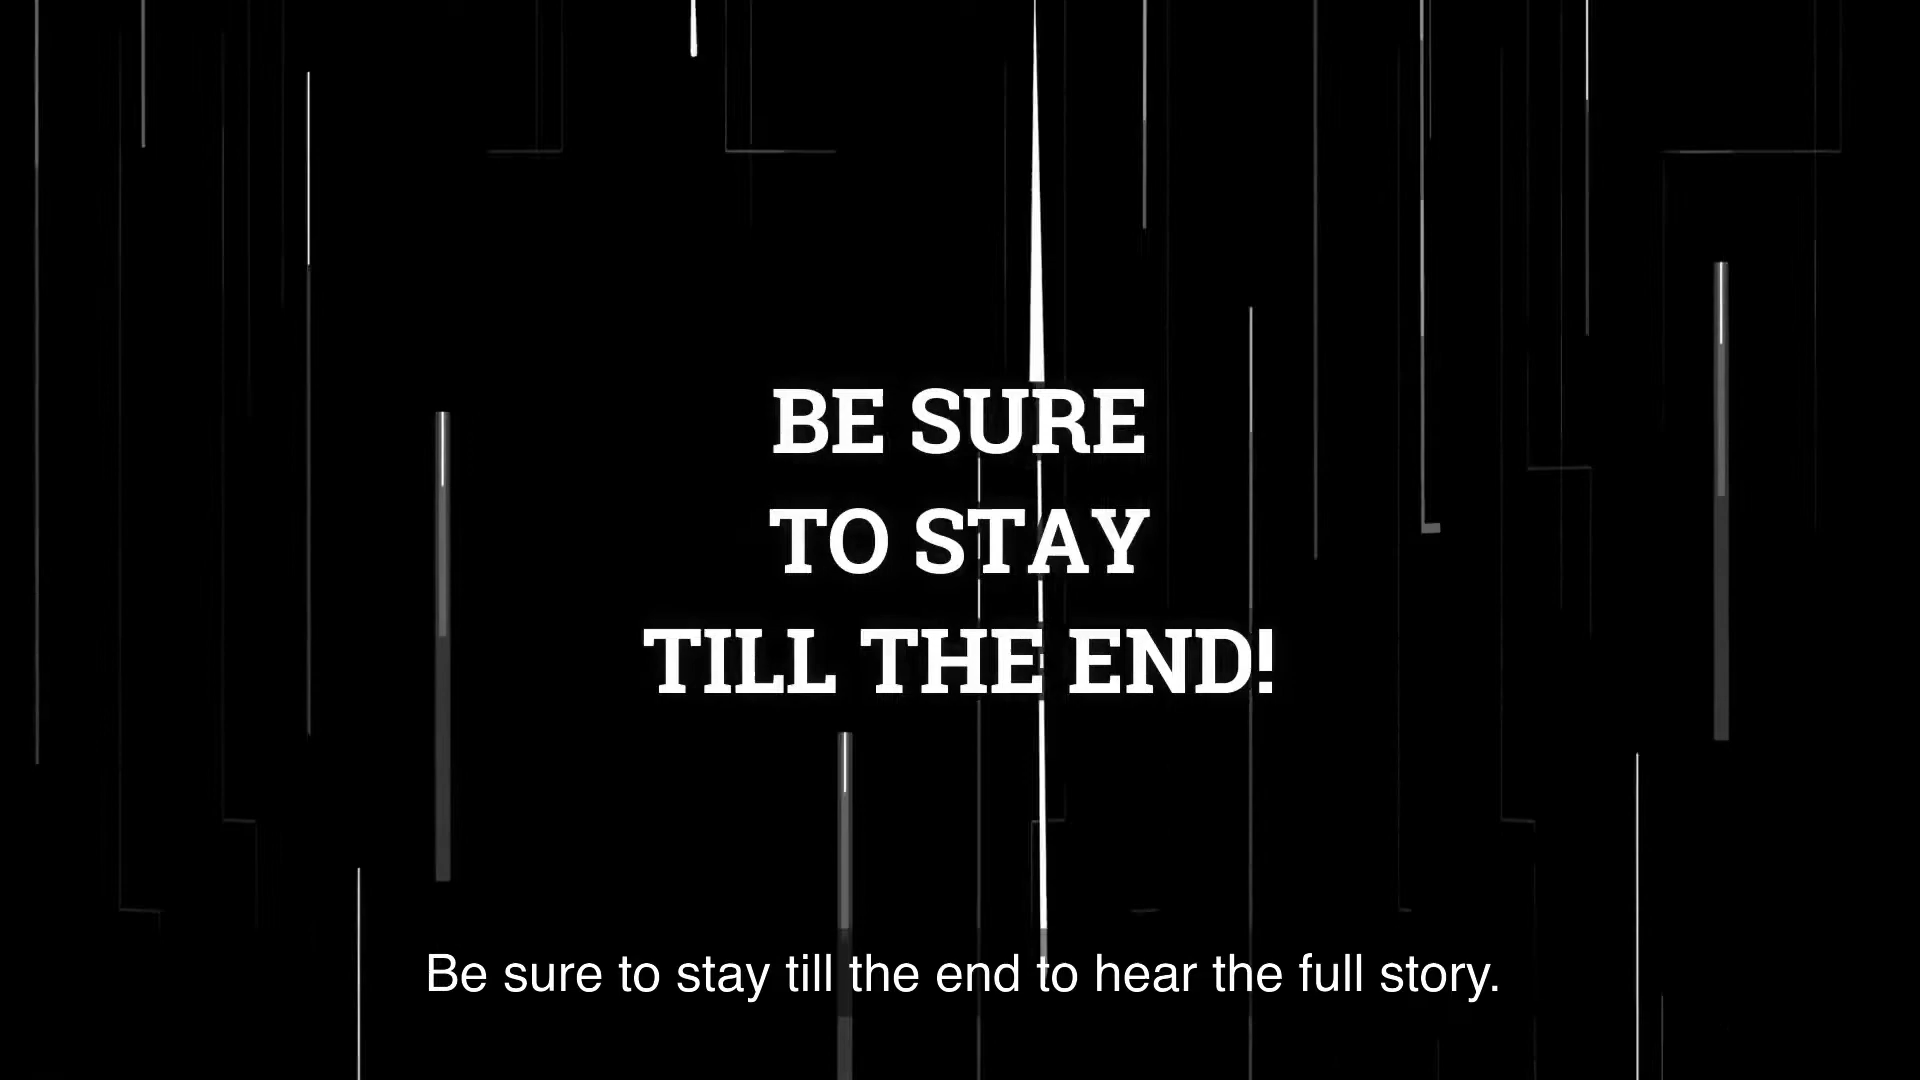 BE SURE
TO STAY
TILL THE END!
Be sure to stay till the end to hear the full story.